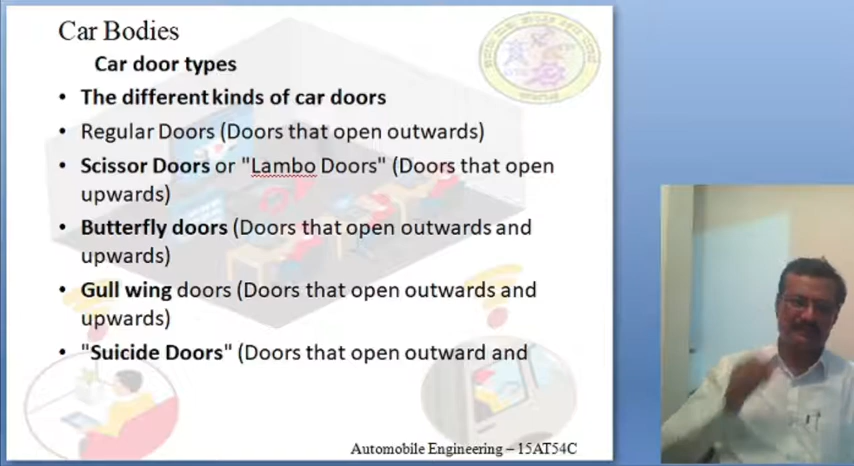 Car Bodies
Car door types
• The different kinds of car doors
• Regular Doors (Doors that open outwards)
• Scissor Doors or "Lambo Doors" (Doors that open
upwards)
• Butterfly doors (Doors that open outwards and
upwards)
• Gull wing doors (Doors that open outwards and
upwards)
• "Suicide Doors" (Doors that open outward and
Automobile Engineering – 15AT54C